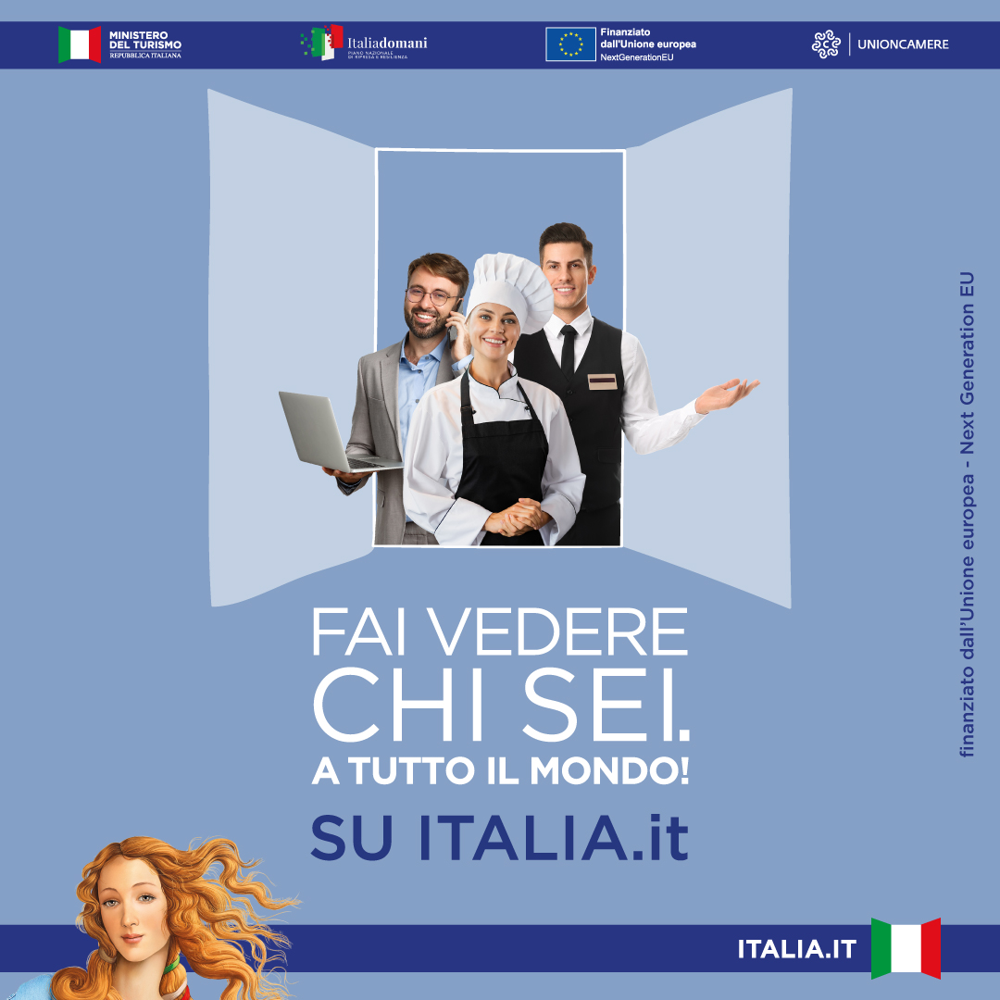 MINISTERO
DEL TURISMO
REPUBBLICA ITALIANA
Italiadomani
PIANO NAZIONALE
DI RIPRESA E RESILIENZA
Finanziato
dall'Unione europea
NextGenerationEU
UNIONCAMERE
finanziato dall'Unione europea - Next Generation EU
FAI VEDERE
CHI SEI.
A TUTTO IL MONDO!
SU ITALIA.it
ITALIA.IT